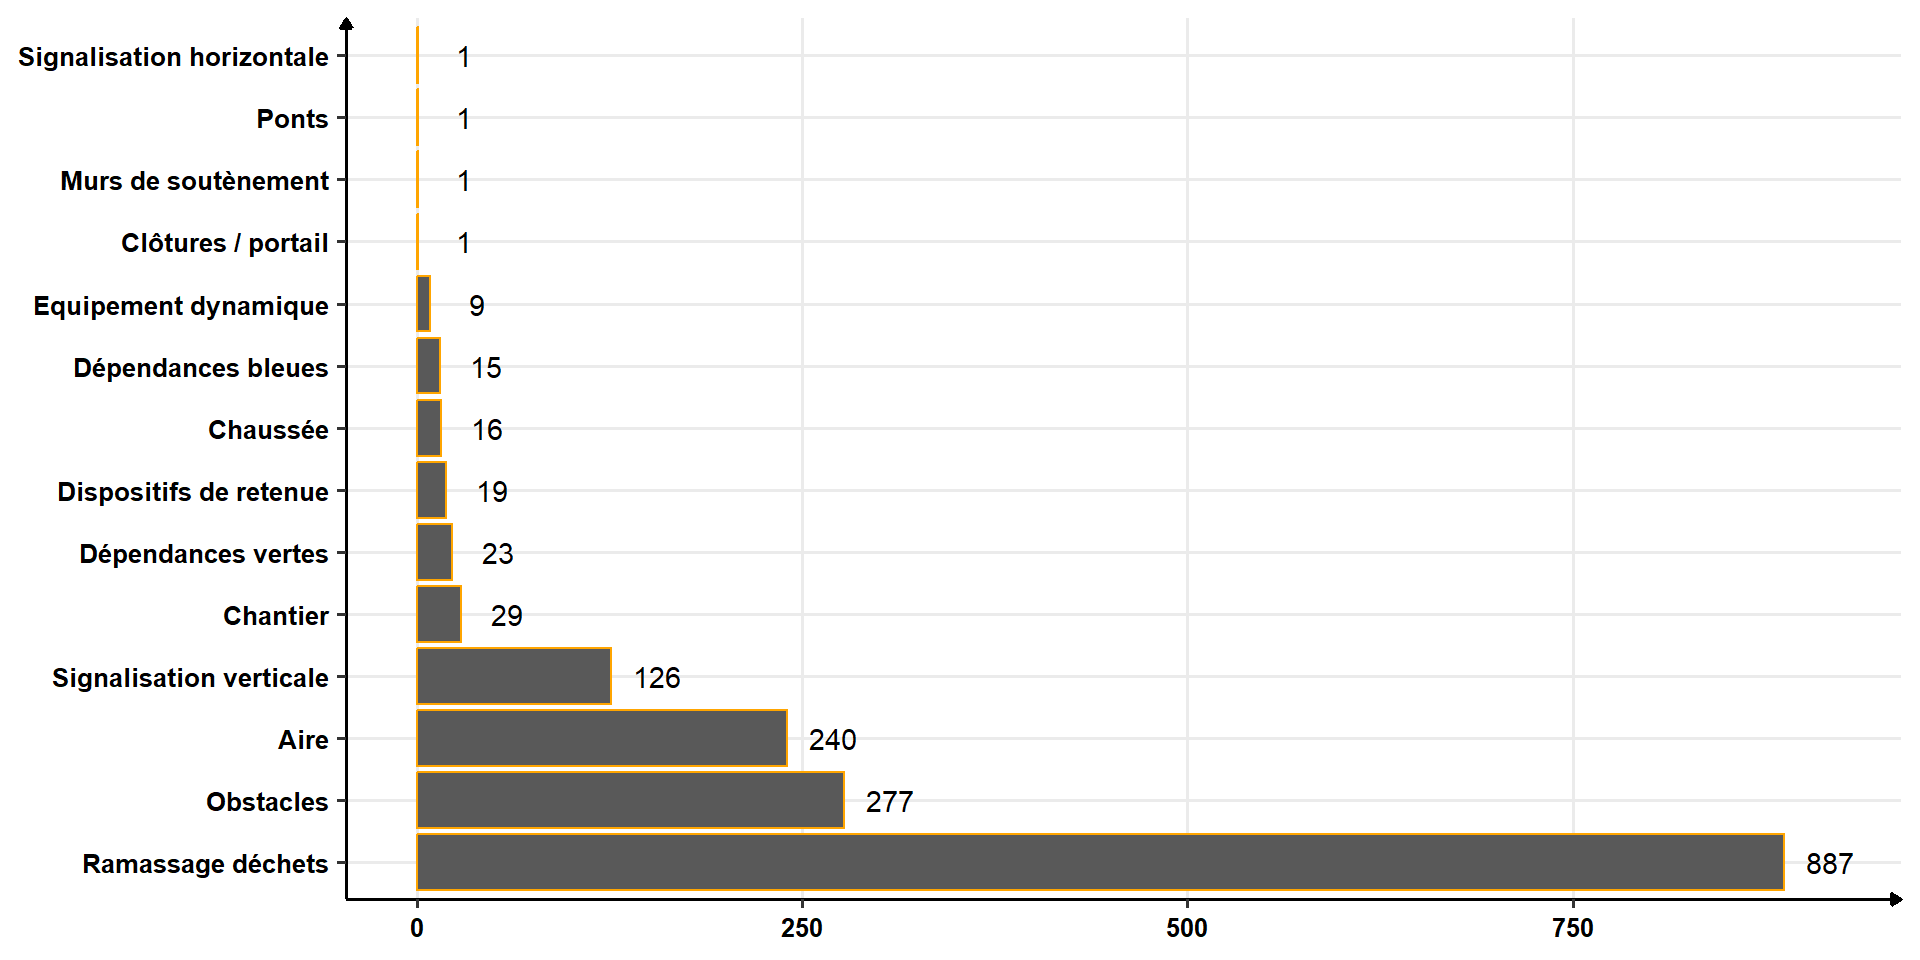 Signalisation horizontale 1
Ponts 1
Murs de soutènement 1
Clôtures / portail 1
Equipement dynamique 9
Dépendances bleues 15
Chaussée 16
Dispositifs de retenue 19
Dépendances vertes 23
Chantier 29
Signalisation verticale 126
Aire 240
Obstacles 277
Ramassage déchets 887
0 250 500 750